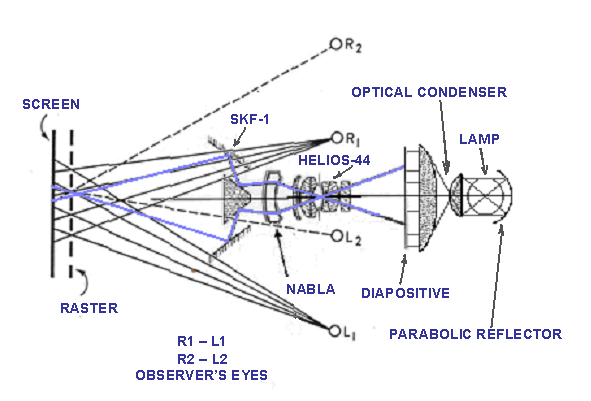 R2
OPTICAL CONDENSER
SCREEN
SKF-1
R1
LAMP
HELIOS-44
L2
NABLA
DIAPOSITIVE
RASTER
L1
PARABOLIC REFLECTOR
R1 – L1
R2 – L2
OBSERVER'S EYES